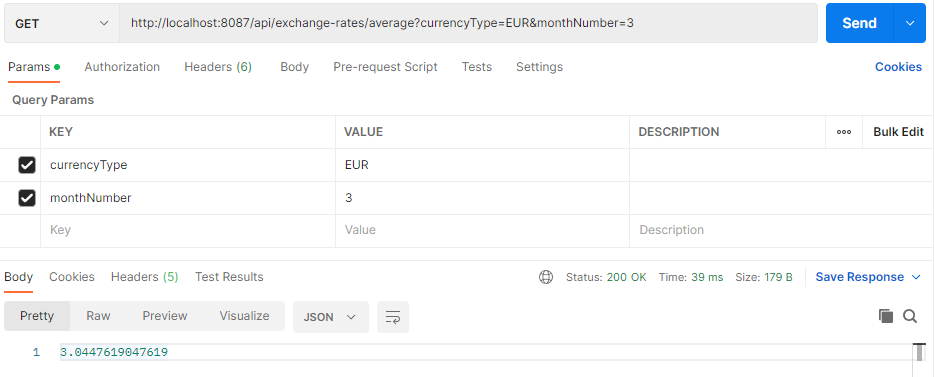 GET http://localhost:8087/api/exchange-rates/average?currencyType=EUR&monthNumber=3 Send
Params Authorization Headers (6) Body Pre-request Script Tests Settings Cookies
Query Params
KEY VALUE DESCRIPTION Bulk Edit
currencyType EUR
monthNumber 3
Key Value Description
Body Cookies Headers (5) Test Results Status: 200 OK Time: 39 ms Size: 179 B Save Response
Pretty Raw Preview Visualize JSON
1 3.0447619047619